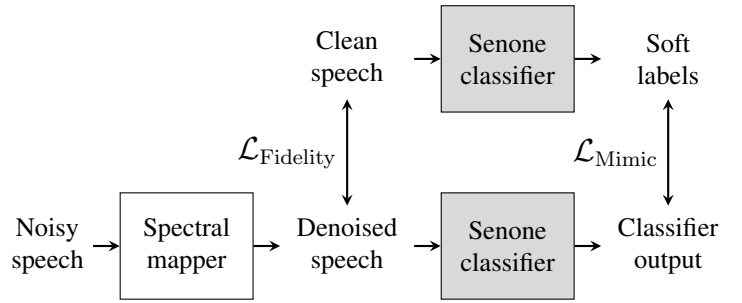 Clean
speech
Senone
classifier
Soft
labels
ℒFidelity
ℒMimic
Noisy
speech
Spectral
mapper
Denoised
speech
Senone
classifier
Classifier
output